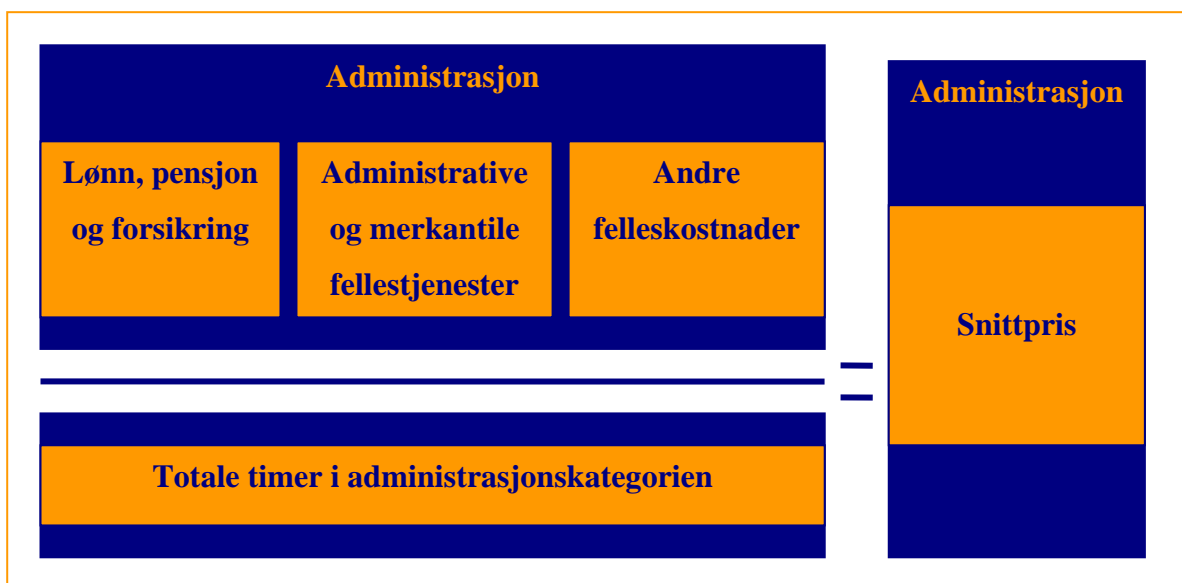 Administrasjon
Lønn, pensjon
og forsikring
Administrative
og merkantile
fellestjenester
Andre
felleskostnader
Totale timer i administrasjonskategorien
=
Administrasjon
Snittpris